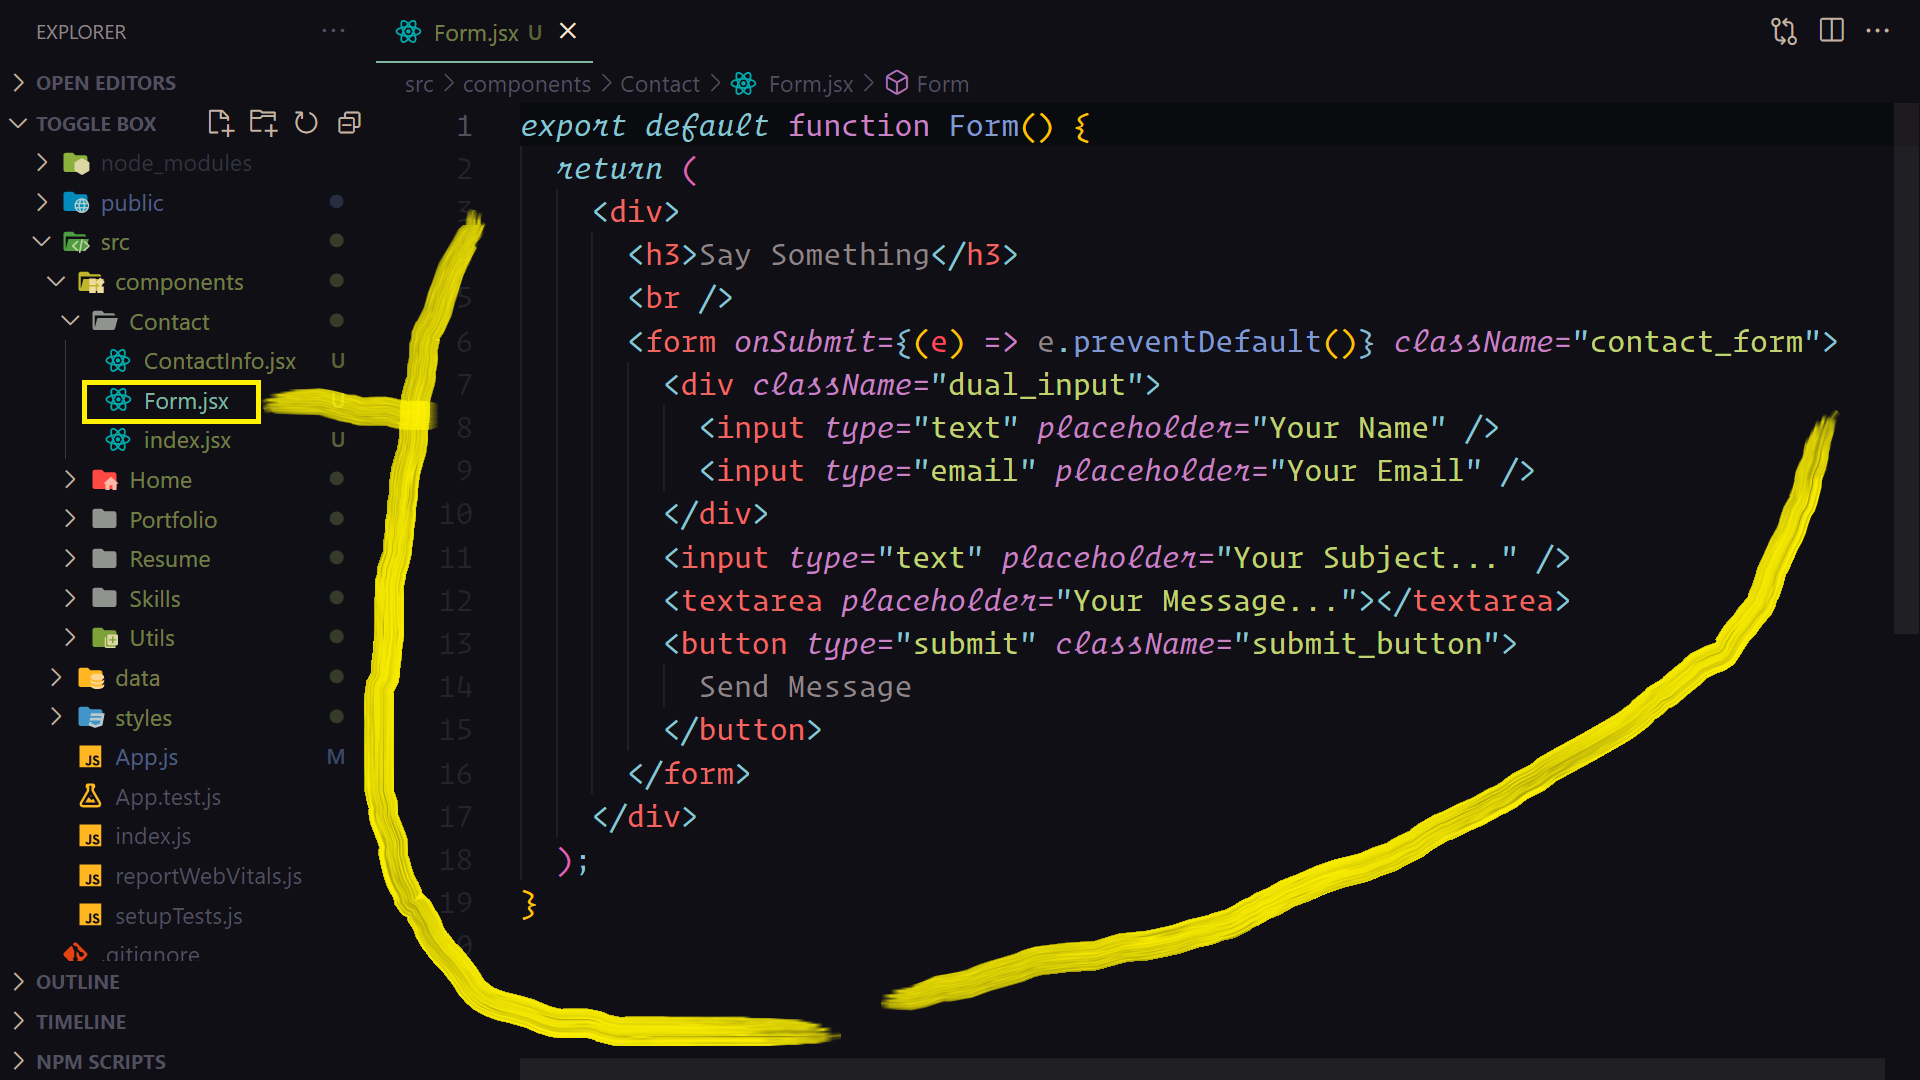 EXPLORER
OPEN EDITORS
TOGGLE BOX
node_modules
public
src
components
Contact
ContactInfo.jsx U
Form.jsx U
index.jsx U
Home
Portfolio
Resume
Skills
Utils
data
styles
App.js M
App.test.js
index.js
reportWebVitals.js
setupTests.js
.gitignore
OUTLINE
TIMELINE
NPM SCRIPTS
Form.jsx U
src > components > Contact > Form.jsx > Form
1 export default function Form() {
2 return (
3 <div>
<h3>Say Something</h3>
5 <br />
6 <form onSubmit={(e) => e.preventDefault()} className="contact_form">
7 <div className="dual_input">
8 <input type="text" placeholder="Your Name" />
9 <input type="email" placeholder="Your Email" />
10 </div>
11 <input type="text" placeholder="Your Subject..." />
12 <textarea placeholder="Your Message..."></textarea>
13 <button type="submit" className="submit_button">
14 Send Message
15 </button>
16 </form>
17 </div>
18 );
19 }